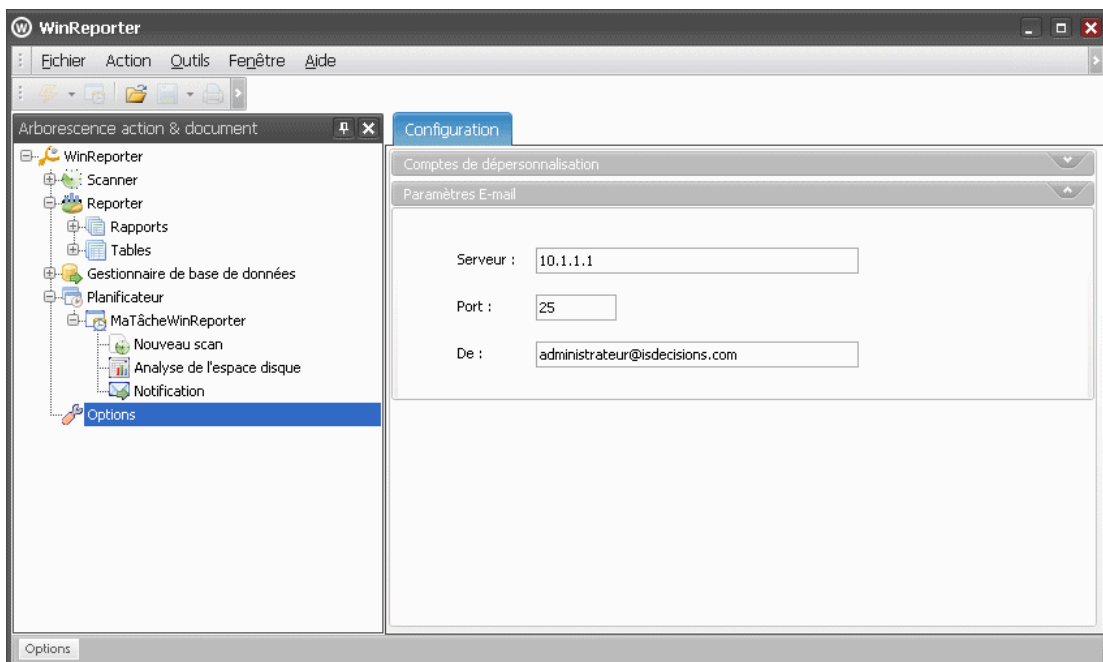 WinReporter
Fichier Action Outils Fenêtre Aide
Arborescence action & document
WinReporter
Scanner
Reporter
Rapports
Tables
Gestionnaire de base de données
Planificateur
MaTâcheWinReporter
Nouveau scan
Analyse de l'espace disque
Notification
Options
Configuration
Comptes de dépersonnalisation
Paramètres E-mail
Serveur : 10.1.1.1
Port : 25
De : administrateur@isdecisions.com
Options